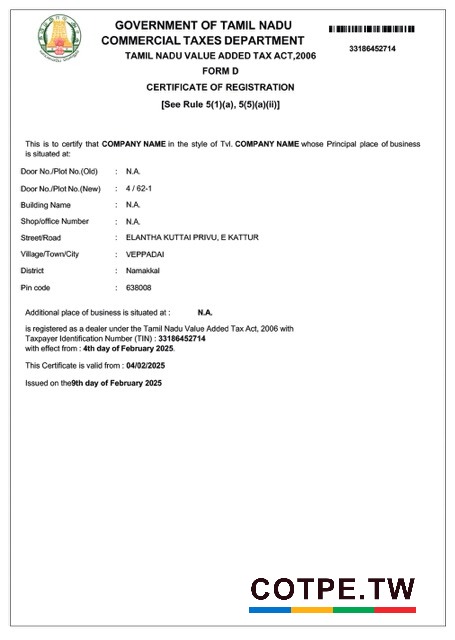 GOVERNMENT OF TAMIL NADU
COMMERCIAL TAXES DEPARTMENT
TAMIL NADU VALUE ADDED TAX ACT,2006
33186452714
FORM D
CERTIFICATE OF REGISTRATION
[See Rule 5(1)(a), 5(5)(a)(ii)]
This is to certify that COMPANY NAME in the style of Tvl. COMPANY NAME whose Principal place of business
is situated at:
Door No./Plot No.(Old) : N.A.
Door No./Plot No.(New) : 4 / 62-1
Building Name : N.A.
Shop/office Number : N.A.
Street/Road : ELANTHA KUTTAI PRIVU, E KATTUR
Village/Town/City : VEPPADAI
District : Namakkal
Pin code : 638008
Additional place of business is situated at : N.A.
is registered as a dealer under the Tamil Nadu Value Added Tax Act, 2006 with
Taxpayer Identification Number (TIN) : 33186452714
with effect from : 4th day of February 2025.
This Certificate is valid from : 04/02/2025
Issued on the9th day of February 2025
COTPE.TW